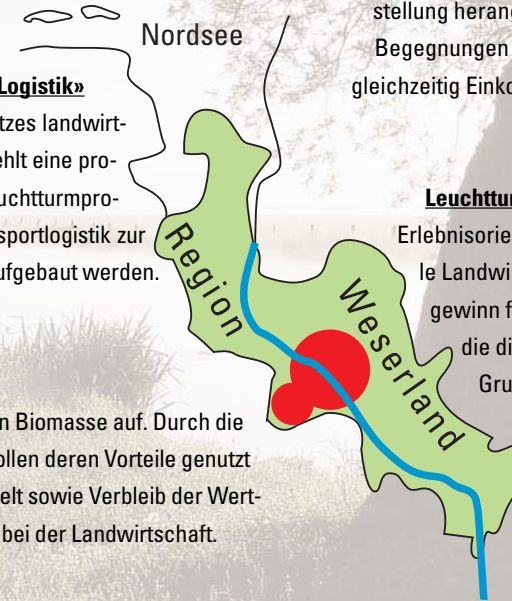 Nordsee
stellung herang
Begegnungen
gleichzeitig Einko
Logistik»
tzes landwirt-
ehlt eine pro-
uchtturmpro-
sportlogistik zur
ufgebaut werden.
Region
Weserland
Leuchttur
Erlebnisorie
le Landwi
gewinn f
die di
Gru
n Biomasse auf. Durch die
ollen deren Vorteile genutzt
elt sowie Verbleib der Wert-
bei der Landwirtschaft.